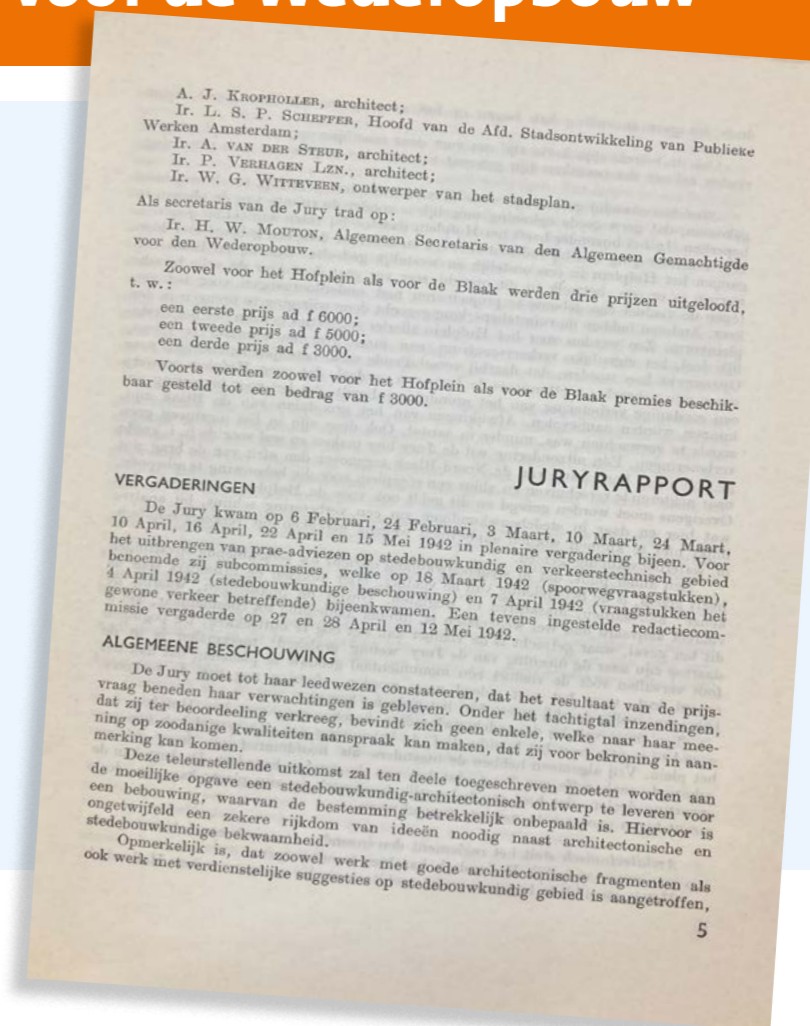 voor de wederopbouw
A. J. KROPHOLLER, architect;
Ir. L. S. P. SCHEFFER, Hoofd van de Afd. Stadsontwikkeling van Publieke
Werken Amsterdam;
Ir. A. VAN DER STEUR, architect;
Ir. P. VERHAGEN LZN., architect;
Ir. W. G. WITTEVEEN, ontwerper van het stadsplan.
Als secretaris van de Jury trad op:
Ir. H. W. MOUTON, Algemeen Secretaris van den Algemeen Gemachtigde
voor den Wederopbouw.
Zoowel voor het Hofplein als voor de Blaak werden drie prijzen uitgeloofd,
t. w.:
een eerste prijs ad f 6000;
een tweede prijs ad f 5000;
een derde prijs ad f 3000.
Voorts werden zoowel voor het Hofplein als voor de Blaak premies beschik-
baar gesteld tot een bedrag van f 3000.
JURYRAPPORT
VERGADERINGEN
De Jury kwam op 6 Februari, 24 Februari, 3 Maart, 10 Maart, 24 Maart,
10 April, 16 April, 22 April en 15 Mei 1942 in plenaire vergadering bijeen. Voor
het uitbrengen van prae-adviezen op stedebouwkundig en verkeerstechnisch gebied
benoemde zij subcommissies, welke op 18 Maart 1942 (spoorwegvraagstukken),
4 April 1942 (stedebouwkundige beschouwing) en 7 April 1942 (vraagstukken het
gewone verkeer betreffende) bijeenkwamen. Een tevens ingestelde redactiecom-
missie vergaderde op 27 en 28 April en 12 Mei 1942.
ALGEMEENE BESCHOUWING
De Jury moet tot haar leedwezen constateeren, dat het resultaat van de prijs-
vraag beneden haar verwachtingen is gebleven. Onder het tachtigtal inzendingen,
dat zij ter beoordeeling verkreeg, bevindt zich geen enkele, welke naar haar mee-
ning op zoodanige kwaliteiten aanspraak kan maken, dat zij voor bekroning in aan-
merking kan komen.
Deze teleurstellende uitkomst zal ten deele toegeschreven moeten worden aan
de moeilijke opgave een stedebouwkundig-architectonisch ontwerp te leveren voor
een bebouwing, waarvan de bestemming betrekkelijk onbepaald is. Hiervoor is
ongetwijfeld een zekere rijkdom van ideeën noodig naast architectonische en
stedebouwkundige bekwaamheid.
Opmerkelijk is, dat zoowel werk met goede architectonische fragmenten als
ook werk met verdienstelijke suggesties op stedebouwkundig gebied is aangetroffen,
5